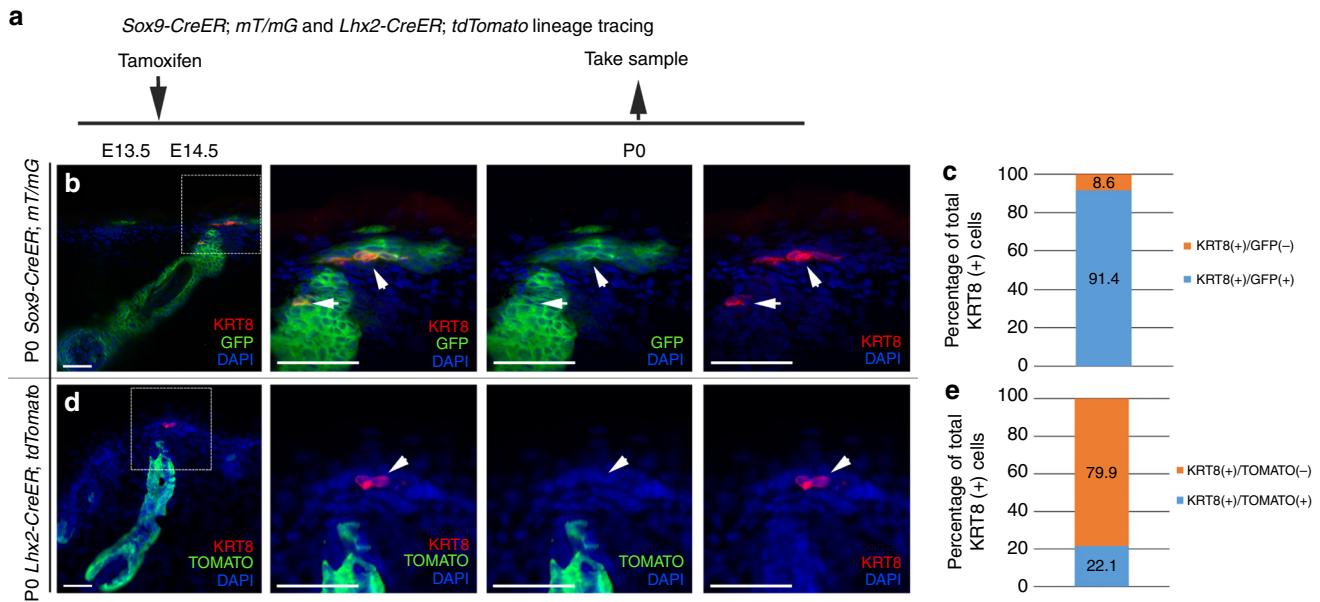 a
Sox9-CreER; mT/mG and Lhx2-CreER; tdTomato lineage tracing
Tamoxifen
Take sample
E13.5 E14.5
P0
P0 Sox9-CreER; mT/mG
b
KRT8
GFP
DAPI
KRT8
GFP
DAPI
GFP
DAPI
KRT8
DAPI
c
Percentage of total
KRT8 (+) cells
100
80
60
40
20
0
8.6
91.4
KRT8(+)/GFP(–)
KRT8(+)/GFP(+)
P0 Lhx2-CreER; tdTomato
d
KRT8
TOMATO
DAPI
KRT8
TOMATO
DAPI
TOMATO
DAPI
KRT8
DAPI
e
Percentage of total
KRT8 (+) cells
100
80
60
40
20
0
79.9
22.1
KRT8(+)/TOMATO(–)
KRT8(+)/TOMATO(+)